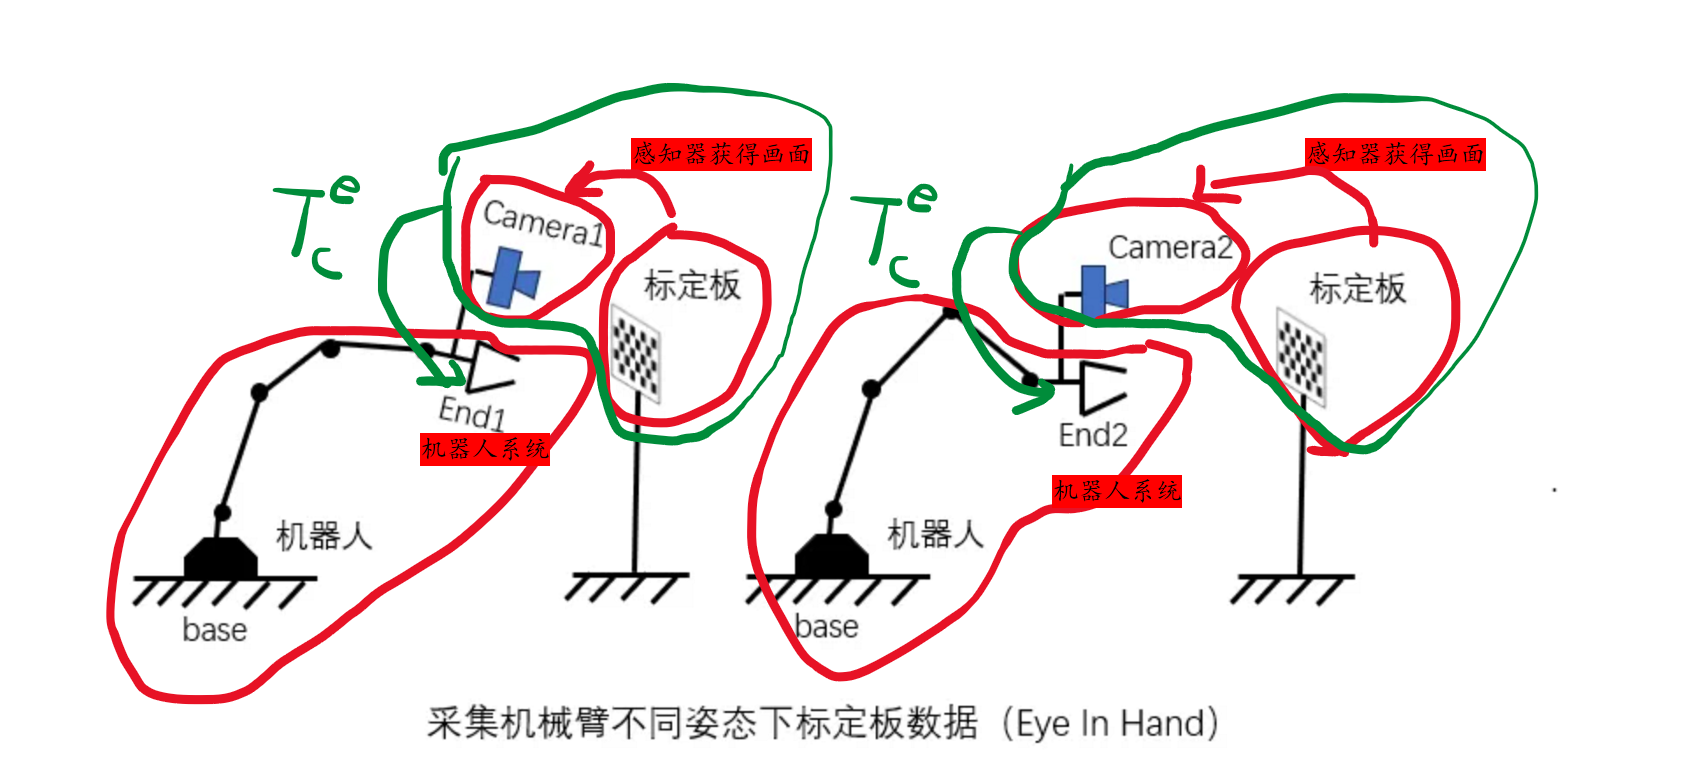 感知器获得画面
T e c
Camera1
标定板
End1
机器人系统
机器人
base
感知器获得画面
T e c
Camera2
标定板
End2
机器人系统
机器人
base
采集机械臂不同姿态下标定板数据（Eye In Hand）